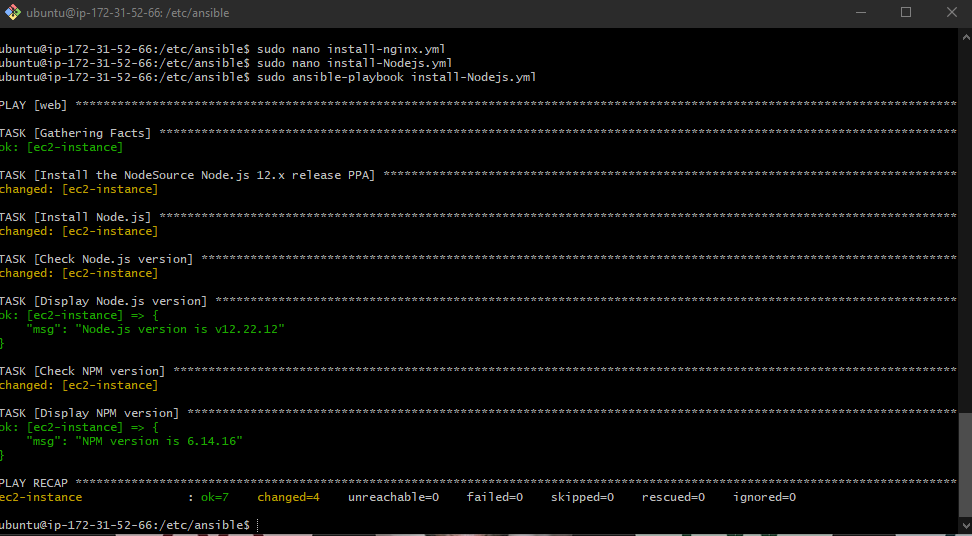 ubuntu@ip-172-31-52-66: /etc/ansible
ubuntu@ip-172-31-52-66:/etc/ansible$ sudo nano install-nginx.yml
ubuntu@ip-172-31-52-66:/etc/ansible$ sudo nano install-Nodejs.yml
ubuntu@ip-172-31-52-66:/etc/ansible$ sudo ansible-playbook install-Nodejs.yml
PLAY [web] ******************************************************************************************************************************
TASK [Gathering Facts] ******************************************************************************************************************
ok: [ec2-instance]
TASK [Install the NodeSource Node.js 12.x release PPA] **********************************************************************************
changed: [ec2-instance]
TASK [Install Node.js] ******************************************************************************************************************
changed: [ec2-instance]
TASK [Check Node.js version] ************************************************************************************************************
changed: [ec2-instance]
TASK [Display Node.js version] **********************************************************************************************************
ok: [ec2-instance] => {
    "msg": "Node.js version is v12.22.12"
}
TASK [Check NPM version] ****************************************************************************************************************
changed: [ec2-instance]
TASK [Display NPM version] **************************************************************************************************************
ok: [ec2-instance] => {
    "msg": "NPM version is 6.14.16"
}
PLAY RECAP ******************************************************************************************************************************
ec2-instance               : ok=7    changed=4    unreachable=0    failed=0    skipped=0    rescued=0    ignored=0
ubuntu@ip-172-31-52-66:/etc/ansible$